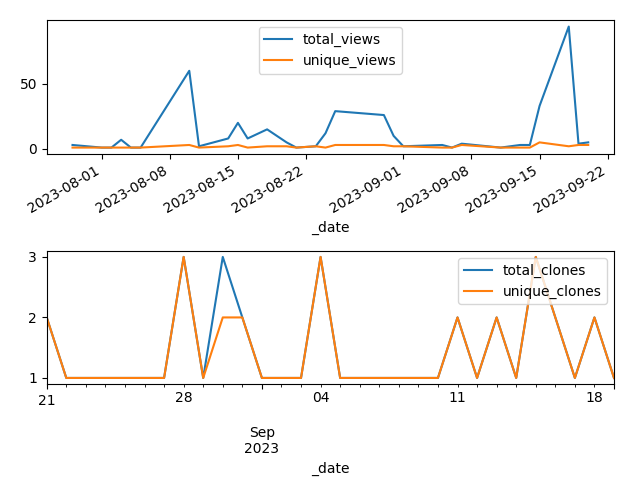 total_views
unique_views
50
0
2023-08-01
2023-08-08
2023-08-15
2023-08-22
2023-09-01
2023-09-08
2023-09-15
2023-09-22
_date
3
2
1
total_clones
unique_clones
21
28
04
11
18
Sep
2023
_date